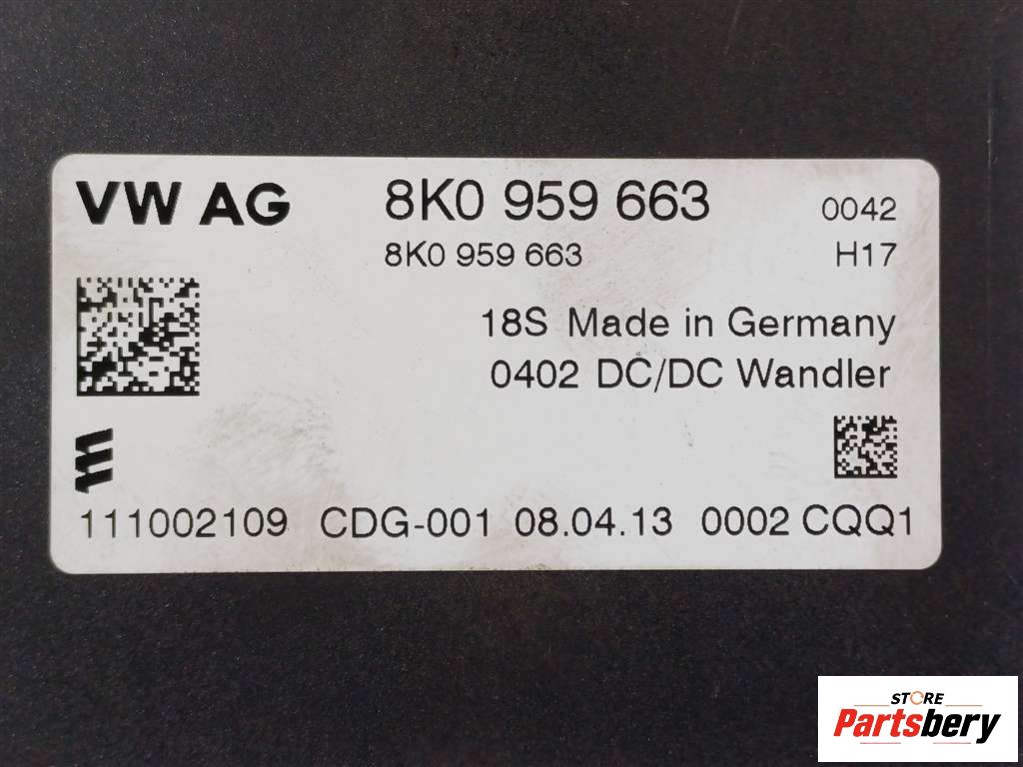 VW AG 8K0 959 663 0042
8K0 959 663 H17
18S Made in Germany
0402 DC/DC Wandler
m
111002109 CDG-001 08.04.13 0002 CQQ1
STORE
Partsbery